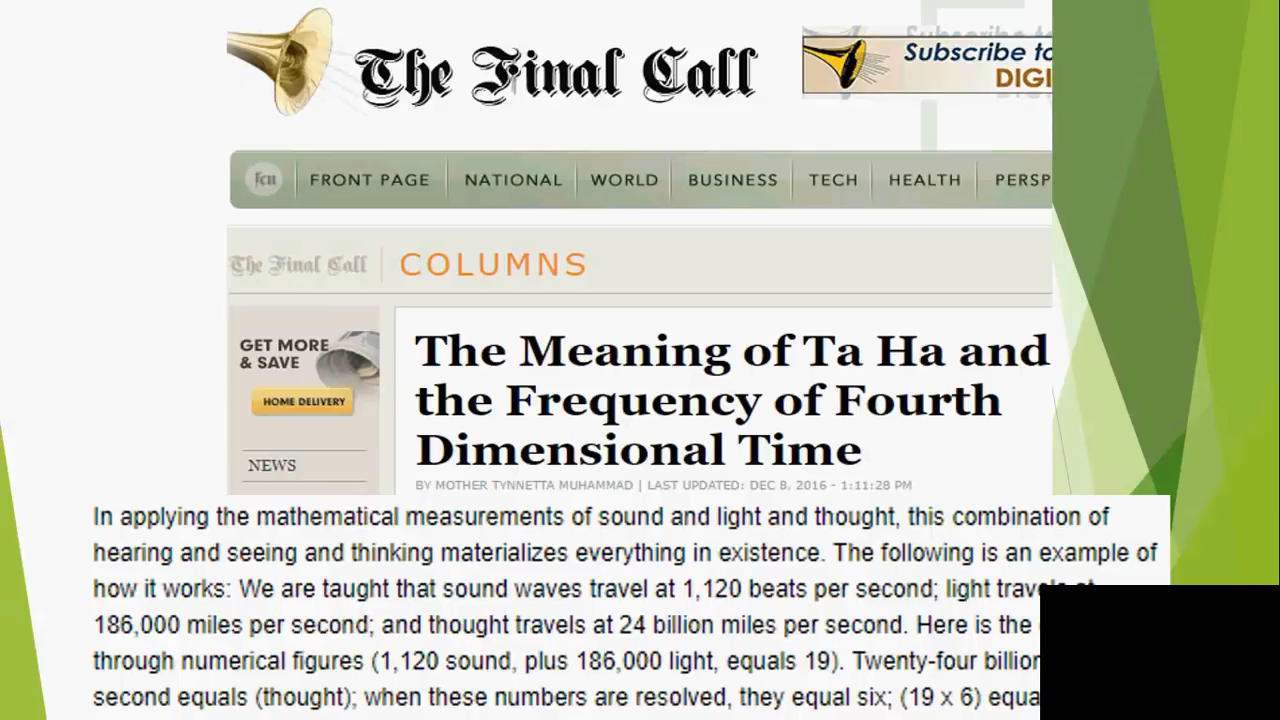 The Final Call
Subscribe to
DIGI
fcn FRONT PAGE NATIONAL WORLD BUSINESS TECH HEALTH PERSP
The Final Call COLUMNS
GET MORE
& SAVE
HOME DELIVERY
NEWS
The Meaning of Ta Ha and
the Frequency of Fourth
Dimensional Time
BY MOTHER TYNNETTA MUHAMMAD | LAST UPDATED: DEC 8, 2016 - 1:11:28 PM
In applying the mathematical measurements of sound and light and thought, this combination of
hearing and seeing and thinking materializes everything in existence. The following is an example of
how it works: We are taught that sound waves travel at 1,120 beats per second; light travels at
186,000 miles per second; and thought travels at 24 billion miles per second. Here is the
through numerical figures (1,120 sound, plus 186,000 light, equals 19). Twenty-four billion
second equals (thought); when these numbers are resolved, they equal six; (19 x 6) equa